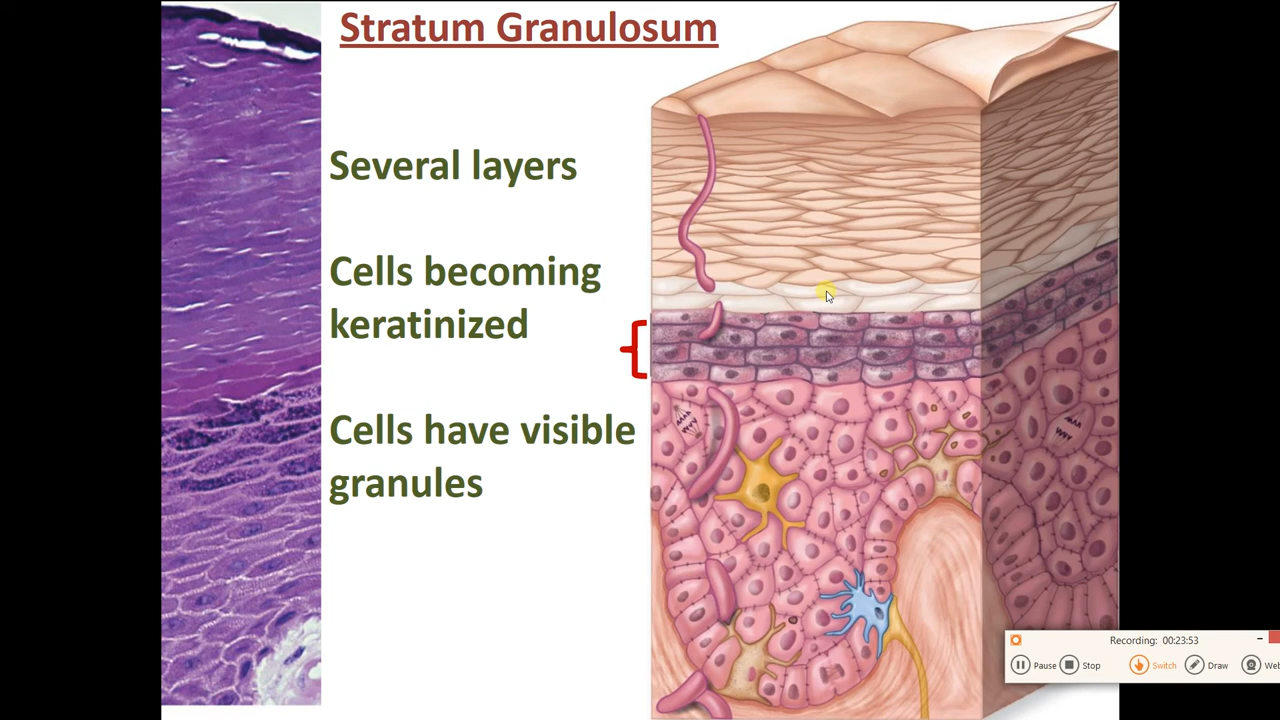 Stratum Granulosum
Several layers
Cells becoming
keratinized
Cells have visible
granules
Recording: 00:23:53
Pause Stop Switch Draw Web